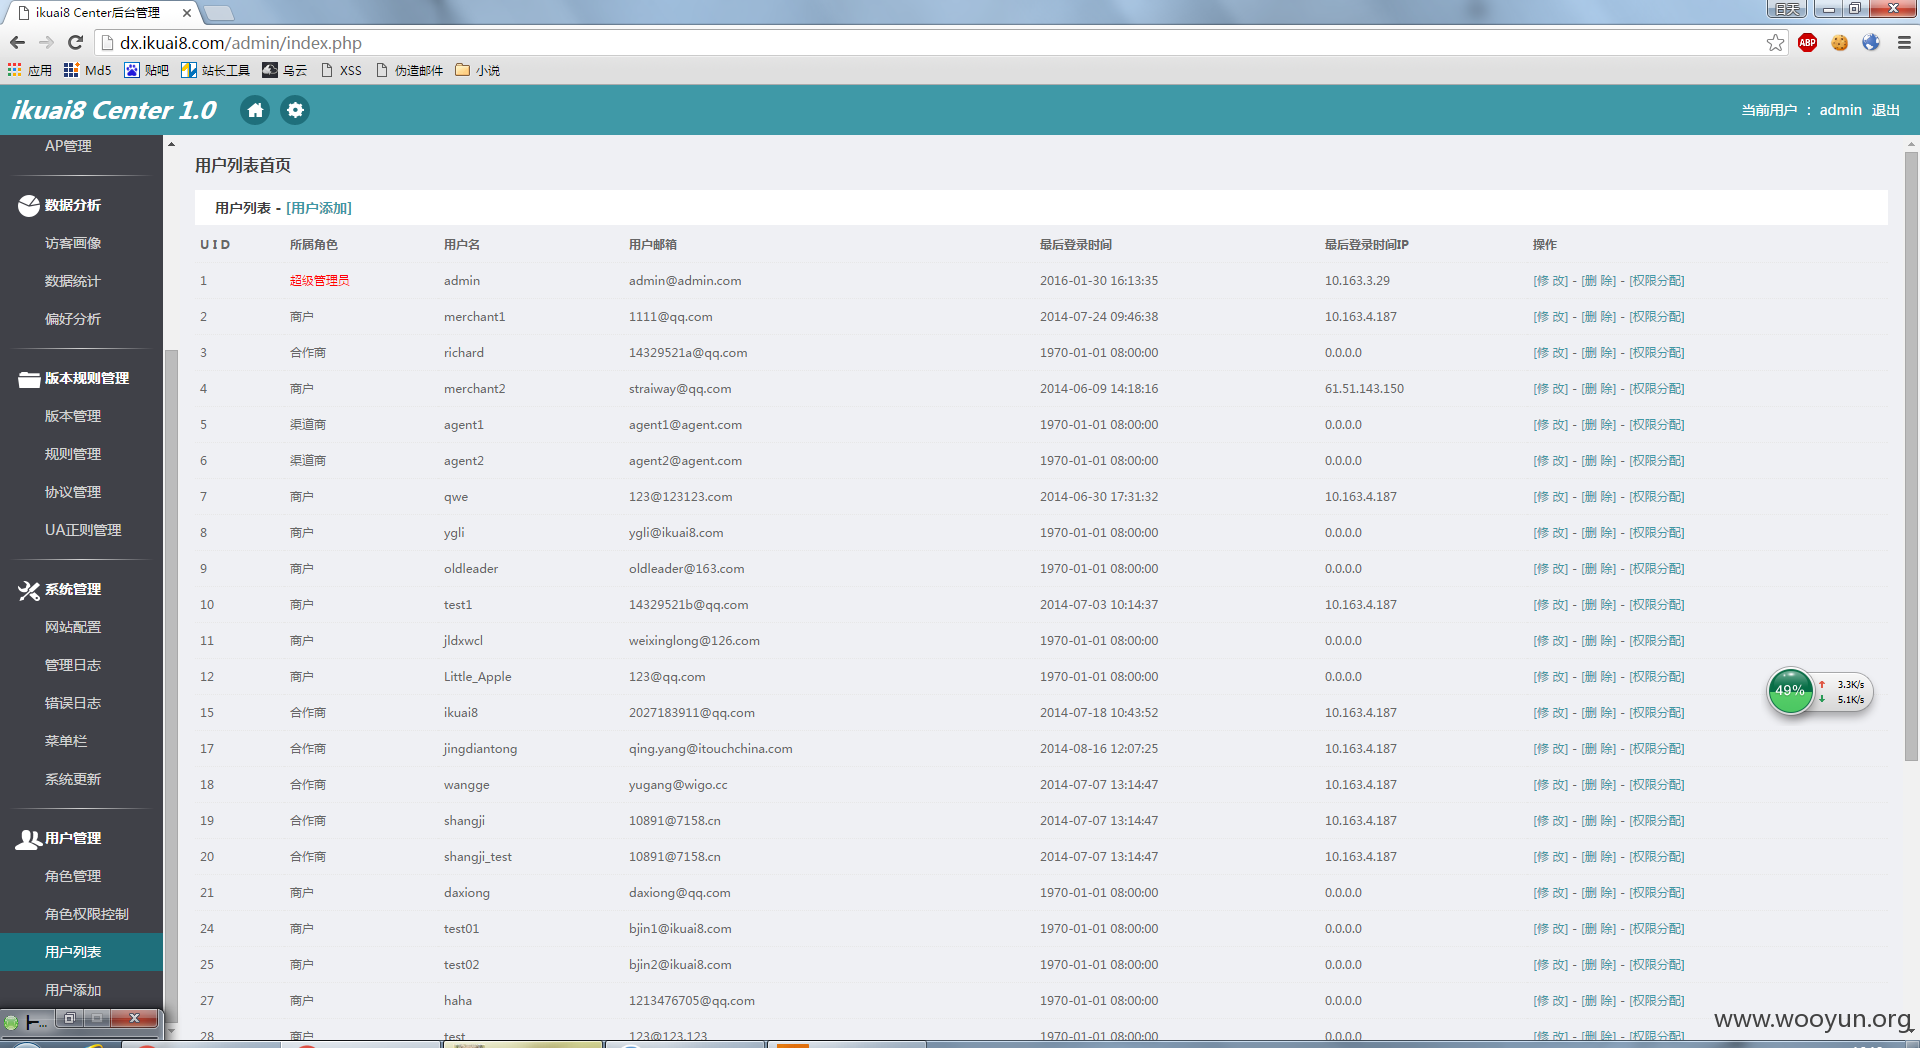 ikuai8 Center后台管理
日天
dx.ikuai8.com/admin/index.php
ABP
应用 Md5 贴吧 站长工具 乌云 XSS 伪造邮件 小说
ikuai8 Center 1.0
当前用户 : admin 退出
AP管理
数据分析
访客画像
数据统计
偏好分析
版本规则管理
版本管理
规则管理
协议管理
UA正则管理
系统管理
网站配置
管理日志
错误日志
菜单栏
系统更新
用户管理
角色管理
角色权限控制
用户列表
用户添加
用户列表首页
用户列表 - [用户添加]
U I D 所属角色 用户名 用户邮箱 最后登录时间 最后登录时间IP 操作
1 超级管理员 admin admin@admin.com 2016-01-30 16:13:35 10.163.3.29 [修 改] - [删 除] - [权限分配]
2 商户 merchant1 1111@qq.com 2014-07-24 09:46:38 10.163.4.187 [修 改] - [删 除] - [权限分配]
3 合作商 richard 14329521a@qq.com 1970-01-01 08:00:00 0.0.0.0 [修 改] - [删 除] - [权限分配]
4 商户 merchant2 straiway@qq.com 2014-06-09 14:18:16 61.51.143.150 [修 改] - [删 除] - [权限分配]
5 渠道商 agent1 agent1@agent.com 1970-01-01 08:00:00 0.0.0.0 [修 改] - [删 除] - [权限分配]
6 渠道商 agent2 agent2@agent.com 1970-01-01 08:00:00 0.0.0.0 [修 改] - [删 除] - [权限分配]
7 商户 qwe 123@123123.com 2014-06-30 17:31:32 10.163.4.187 [修 改] - [删 除] - [权限分配]
8 商户 ygli ygli@ikuai8.com 1970-01-01 08:00:00 0.0.0.0 [修 改] - [删 除] - [权限分配]
9 商户 oldleader oldleader@163.com 1970-01-01 08:00:00 0.0.0.0 [修 改] - [删 除] - [权限分配]
10 商户 test1 14329521b@qq.com 2014-07-03 10:14:37 10.163.4.187 [修 改] - [删 除] - [权限分配]
11 商户 jldxwcl weixinglong@126.com 1970-01-01 08:00:00 0.0.0.0 [修 改] - [删 除] - [权限分配]
12 商户 Little_Apple 123@qq.com 1970-01-01 08:00:00 0.0.0.0 [修 改] - [删 除] - [权限分配]
15 合作商 ikuai8 2027183911@qq.com 2014-07-18 10:43:52 10.163.4.187 [修 改] - [删 除] - [权限分配]
17 合作商 jingdiantong qing.yang@itouchchina.com 2014-08-16 12:07:25 10.163.4.187 [修 改] - [删 除] - [权限分配]
18 合作商 wangge yugang@wigo.cc 2014-07-07 13:14:47 10.163.4.187 [修 改] - [删 除] - [权限分配]
19 合作商 shangji 10891@7158.cn 2014-07-07 13:14:47 10.163.4.187 [修 改] - [删 除] - [权限分配]
20 合作商 shangji_test 10891@7158.cn 2014-07-07 13:14:47 10.163.4.187 [修 改] - [删 除] - [权限分配]
21 商户 daxiong daxiong@qq.com 1970-01-01 08:00:00 0.0.0.0 [修 改] - [删 除] - [权限分配]
24 商户 test01 bjin1@ikuai8.com 1970-01-01 08:00:00 0.0.0.0 [修 改] - [删 除] - [权限分配]
25 商户 test02 bjin2@ikuai8.com 1970-01-01 08:00:00 0.0.0.0 [修 改] - [删 除] - [权限分配]
27 商户 haha 1213476705@qq.com 1970-01-01 08:00:00 0.0.0.0 [修 改] - [删 除] - [权限分配]
28 商户 test 123@123.123 1970-01-01 08:00:00 0.0.0.0 [修 改] - [删 除] - [权限分配]
49%
3.3K/s
5.1K/s
www.wooyun.org